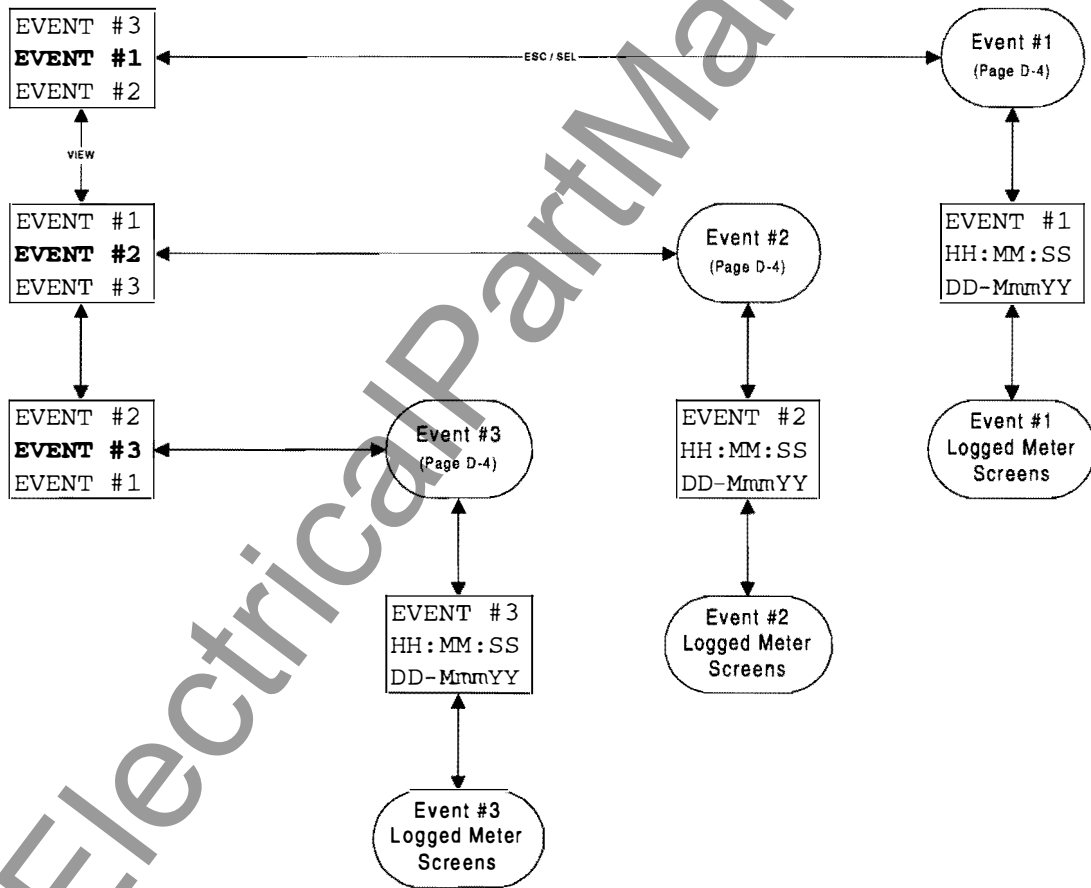 EVENT #3
EVENT #1
EVENT #2
ESC / SEL
Event #1
(Page D-4)
VIEW
EVENT #1
EVENT #2
EVENT #3
Event #2
(Page D-4)
EVENT #1
HH:MM:SS
DD-MmmYY
EVENT #2
EVENT #3
EVENT #1
Event #3
(Page D-4)
EVENT #2
HH:MM:SS
DD-MmmYY
Event #1
Logged Meter
Screens
EVENT #3
HH:MM:SS
DD-MmmYY
Event #2
Logged Meter
Screens
Event #3
Logged Meter
Screens
ElectricalPartMa